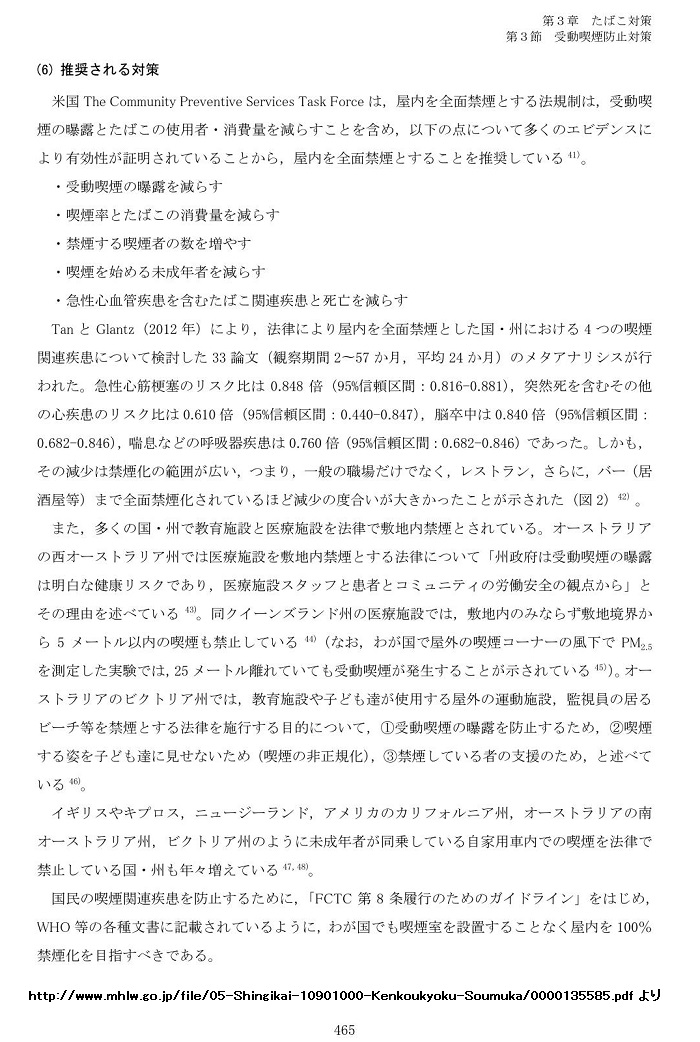 第3章　たばこ対策
第3節　受動喫煙防止対策
(6) 推奨される対策
米国 The Community Preventive Services Task Force は，屋内を全面禁煙とする法規制は，受動喫
煙の曝露とたばこの使用者・消費量を減らすことを含め，以下の点について多くのエビデンスに
より有効性が証明されていることから，屋内を全面禁煙とすることを推奨している 41)。
・受動喫煙の曝露を減らす
・喫煙率とたばこの消費量を減らす
・禁煙する喫煙者の数を増やす
・喫煙を始める未成年者を減らす
・急性心血管疾患を含むたばこ関連疾患と死亡を減らす
Tan と Glantz（2012 年）により，法律により屋内を全面禁煙とした国・州における 4 つの喫煙
関連疾患について検討した 33 論文（観察期間 2～57 か月，平均 24 か月）のメタアナリシスが行
われた。急性心筋梗塞のリスク比は 0.848 倍（95%信頼区間：0.816-0.881），突然死を含むその他
の心疾患のリスク比は 0.610 倍（95%信頼区間：0.440-0.847），脳卒中は 0.840 倍（95%信頼区間：
0.682-0.846），喘息などの呼吸器疾患は 0.760 倍（95%信頼区間：0.682-0.846）であった。しかも，
その減少は禁煙化の範囲が広い，つまり，一般の職場だけでなく，レストラン，さらに，バー（居
酒屋等）まで全面禁煙化されているほど減少の度合いが大きかったことが示された（図 2）42) 。
また，多くの国・州で教育施設と医療施設を法律で敷地内禁煙とされている。オーストラリア
の西オーストラリア州では医療施設を敷地内禁煙とする法律について「州政府は受動喫煙の曝露
は明白な健康リスクであり，医療施設スタッフと患者とコミュニティの労働安全の観点から」と
その理由を述べている 43)。同クイーンズランド州の医療施設では，敷地内のみならず敷地境界か
ら 5 メートル以内の喫煙も禁止している 44)（なお，わが国で屋外の喫煙コーナーの風下で PM2.5
を測定した実験では，25 メートル離れていても受動喫煙が発生することが示されている 45)）。オー
ストラリアのビクトリア州では，教育施設や子ども達が使用する屋外の運動施設，監視員の居る
ビーチ等を禁煙とする法律を施行する目的について，①受動喫煙の曝露を防止するため，②喫煙
する姿を子ども達に見せないため（喫煙の非正規化），③禁煙している者の支援のため，と述べて
いる 46)。
イギリスやキプロス，ニュージーランド，アメリカのカリフォルニア州，オーストラリアの南
オーストラリア州，ビクトリア州のように未成年者が同乗している自家用車内での喫煙を法律で
禁止している国・州も年々増えている 47, 48)。
国民の喫煙関連疾患を防止するために，「FCTC 第 8 条履行のためのガイドライン」をはじめ，
WHO 等の各種文書に記載されているように，わが国でも喫煙室を設置することなく屋内を 100%
禁煙化を目指すべきである。
http://www.mhlw.go.jp/file/05-Shingikai-10901000-Kenkoukyoku-Soumuka/0000135585.pdf より
465